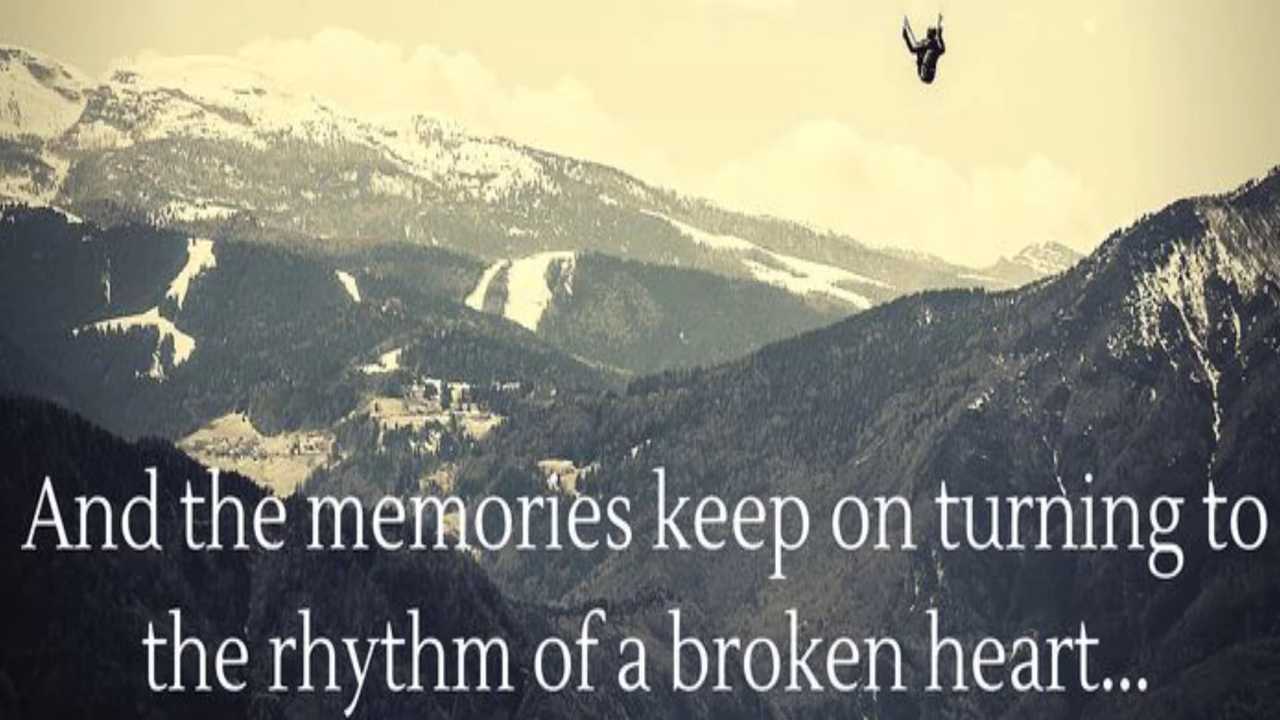 And the memories keep on turning to
the rhythm of a broken heart...